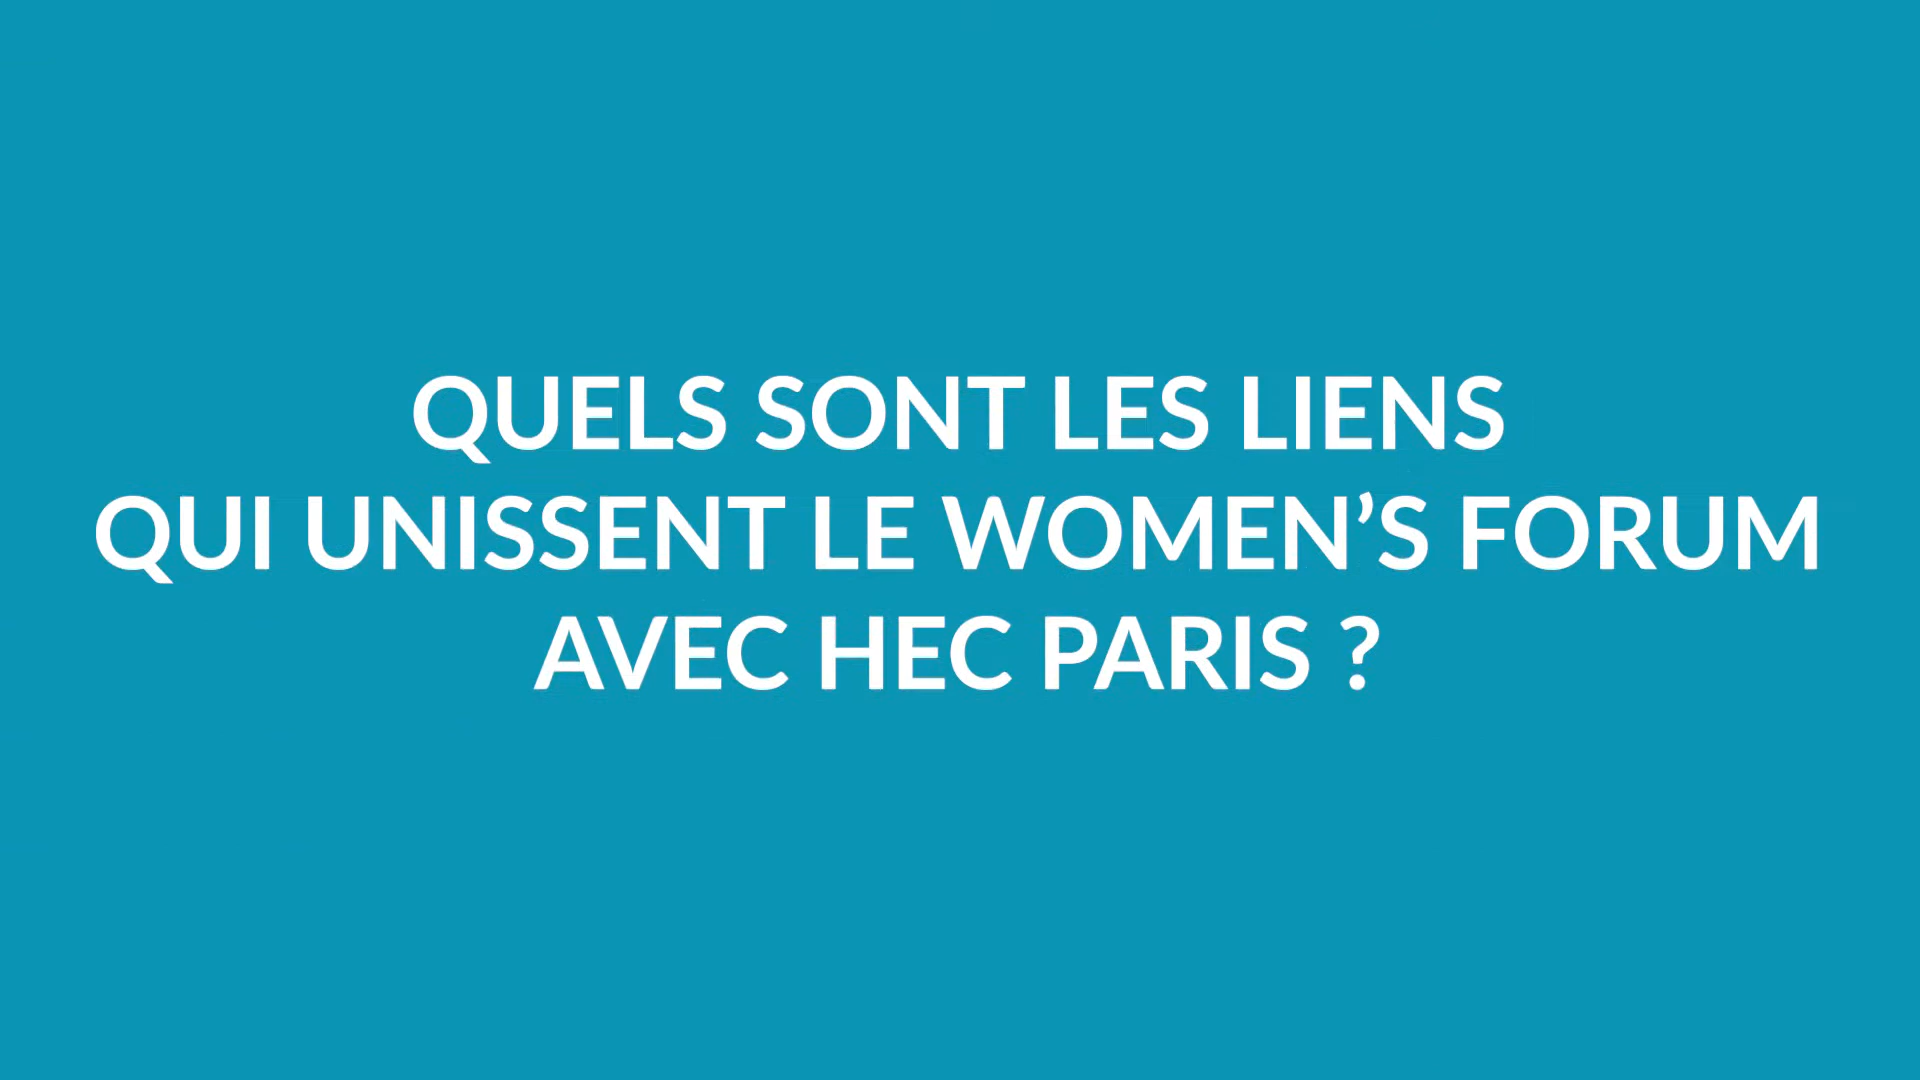 QUELS SONT LES LIENS
QUI UNISSENT LE WOMEN’S FORUM
AVEC HEC PARIS ?